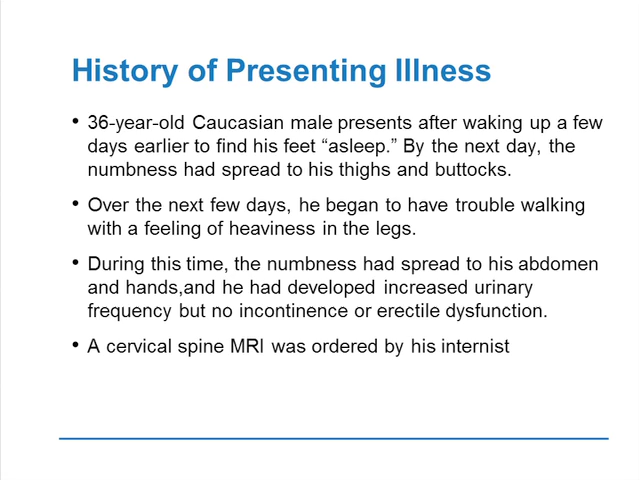 History of Presenting Illness
• 36-year-old Caucasian male presents after waking up a few
days earlier to find his feet “asleep.” By the next day, the
numbness had spread to his thighs and buttocks.
• Over the next few days, he began to have trouble walking
with a feeling of heaviness in the legs.
• During this time, the numbness had spread to his abdomen
and hands,and he had developed increased urinary
frequency but no incontinence or erectile dysfunction.
• A cervical spine MRI was ordered by his internist